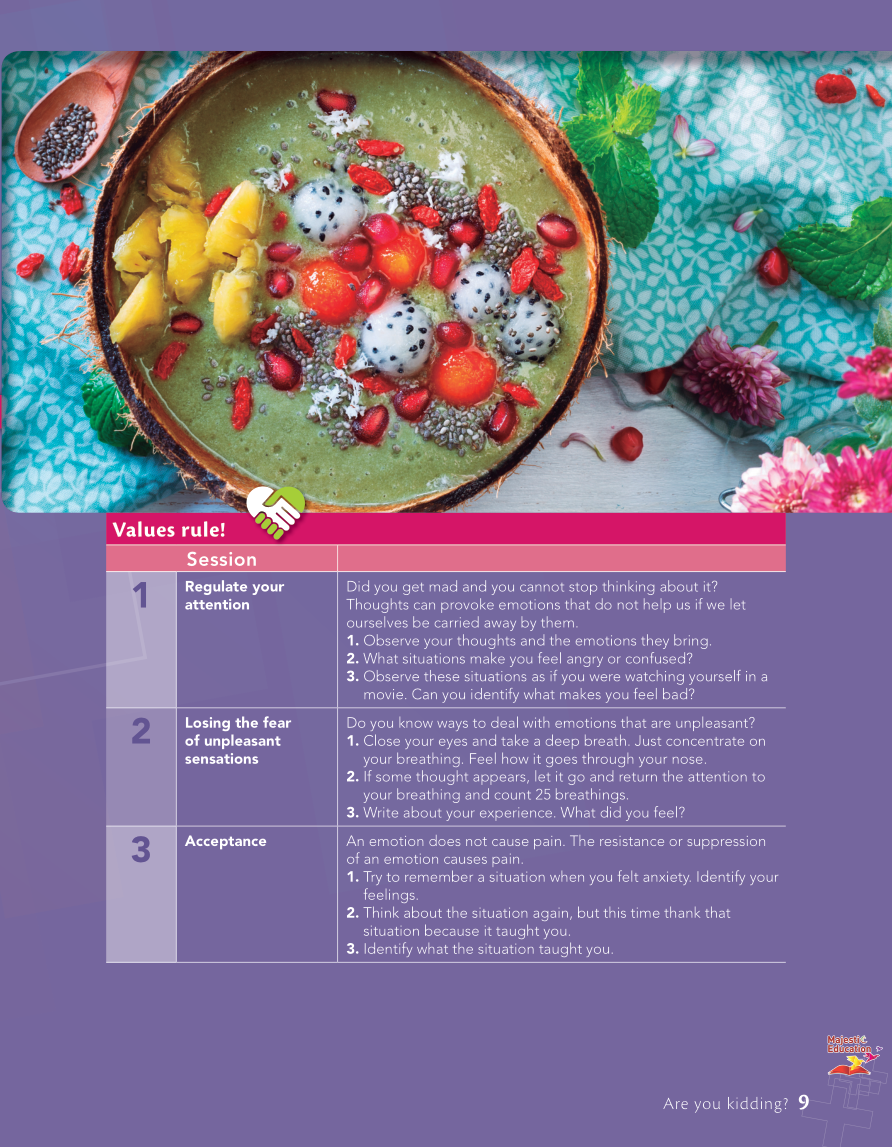 Values rule!
Session
1
Regulate your
attention
Did you get mad and you cannot stop thinking about it?
Thoughts can provoke emotions that do not help us if we let
ourselves be carried away by them.
1. Observe your thoughts and the emotions they bring.
2. What situations make you feel angry or confused?
3. Observe these situations as if you were watching yourself in a
movie. Can you identify what makes you feel bad?
2
Losing the fear
of unpleasant
sensations
Do you know ways to deal with emotions that are unpleasant?
1. Close your eyes and take a deep breath. Just concentrate on
your breathing. Feel how it goes through your nose.
2. If some thought appears, let it go and return the attention to
your breathing and count 25 breathings.
3. Write about your experience. What did you feel?
3
Acceptance
An emotion does not cause pain. The resistance or suppression
of an emotion causes pain.
1. Try to remember a situation when you felt anxiety. Identify your
feelings.
2. Think about the situation again, but this time thank that
situation because it taught you.
3. Identify what the situation taught you.
Majestic
Education
Are you kidding? 9